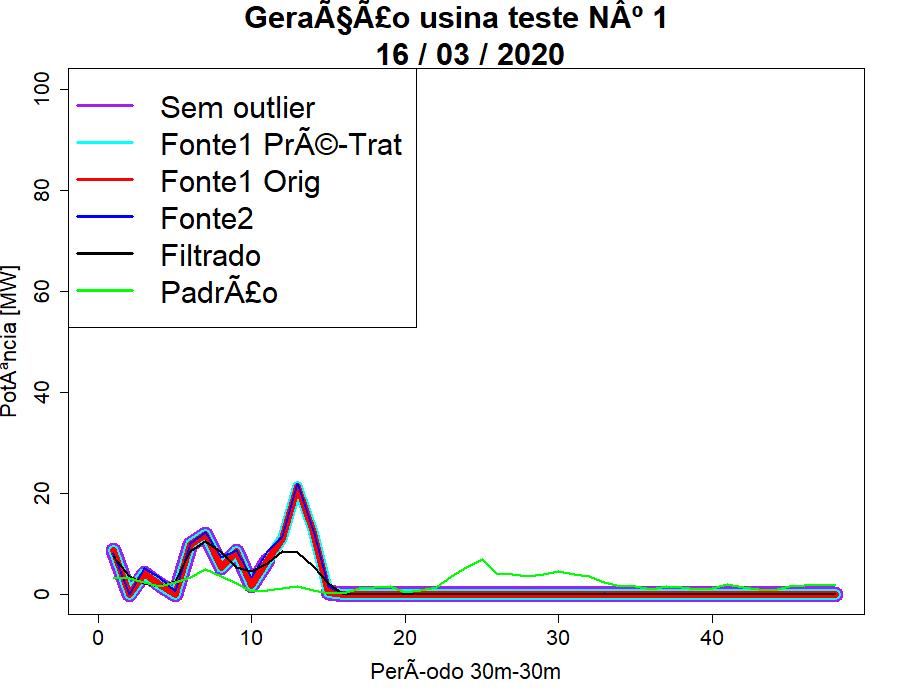 GeraÃ§Ã£o usina teste NÂº 1
16 / 03 / 2020
Sem outlier
Fonte1 PrÃ©-Trat
Fonte1 Orig
Fonte2
Filtrado
PadrÃ£o
PotÃªncia [MW]
100
80
60
40
20
0
0 10 20 30 40
PerÃ­-odo 30m-30m